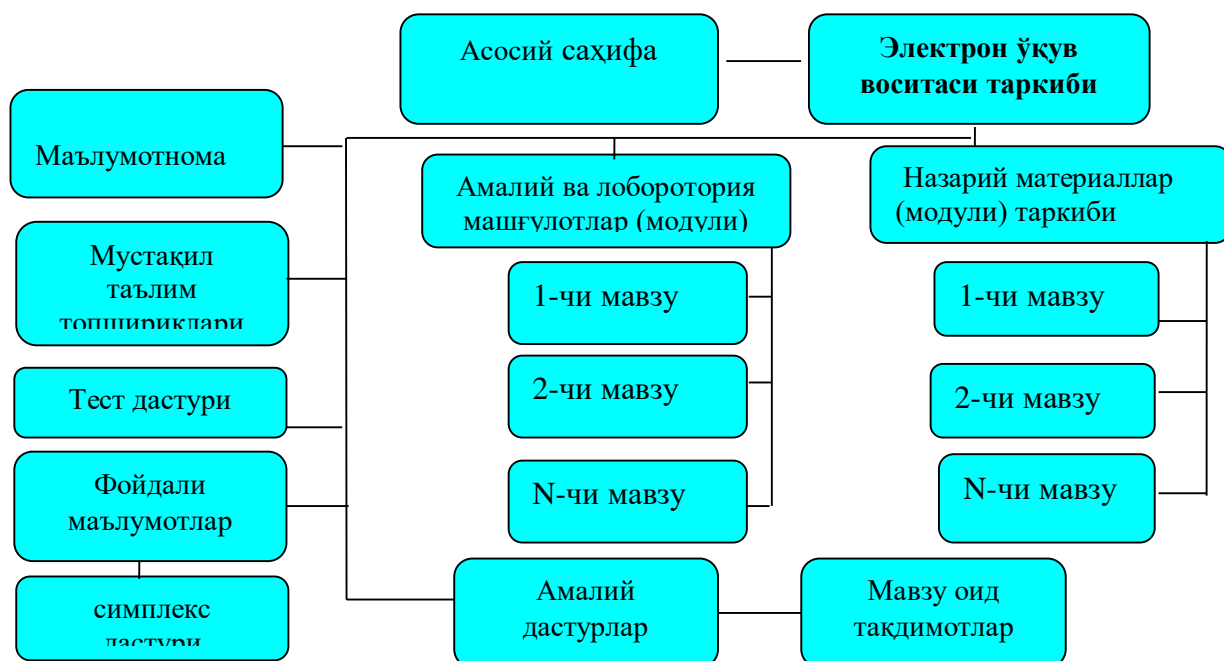 Асосий саҳифа
Электрон ўқув
воситаси таркиби
Маълумотнома
Амалий ва лоборотория
машғулотлар (модули)
Назарий материаллар
(модули) таркиби
Мустақил
таълим
топшириқлари
1-чи мавзу
1-чи мавзу
Тест дастури
2-чи мавзу
2-чи мавзу
Фойдали
маълумотлар
N-чи мавзу
N-чи мавзу
симплекс
дастури
Амалий
дастурлар
Мавзу оид
тақдимотлар